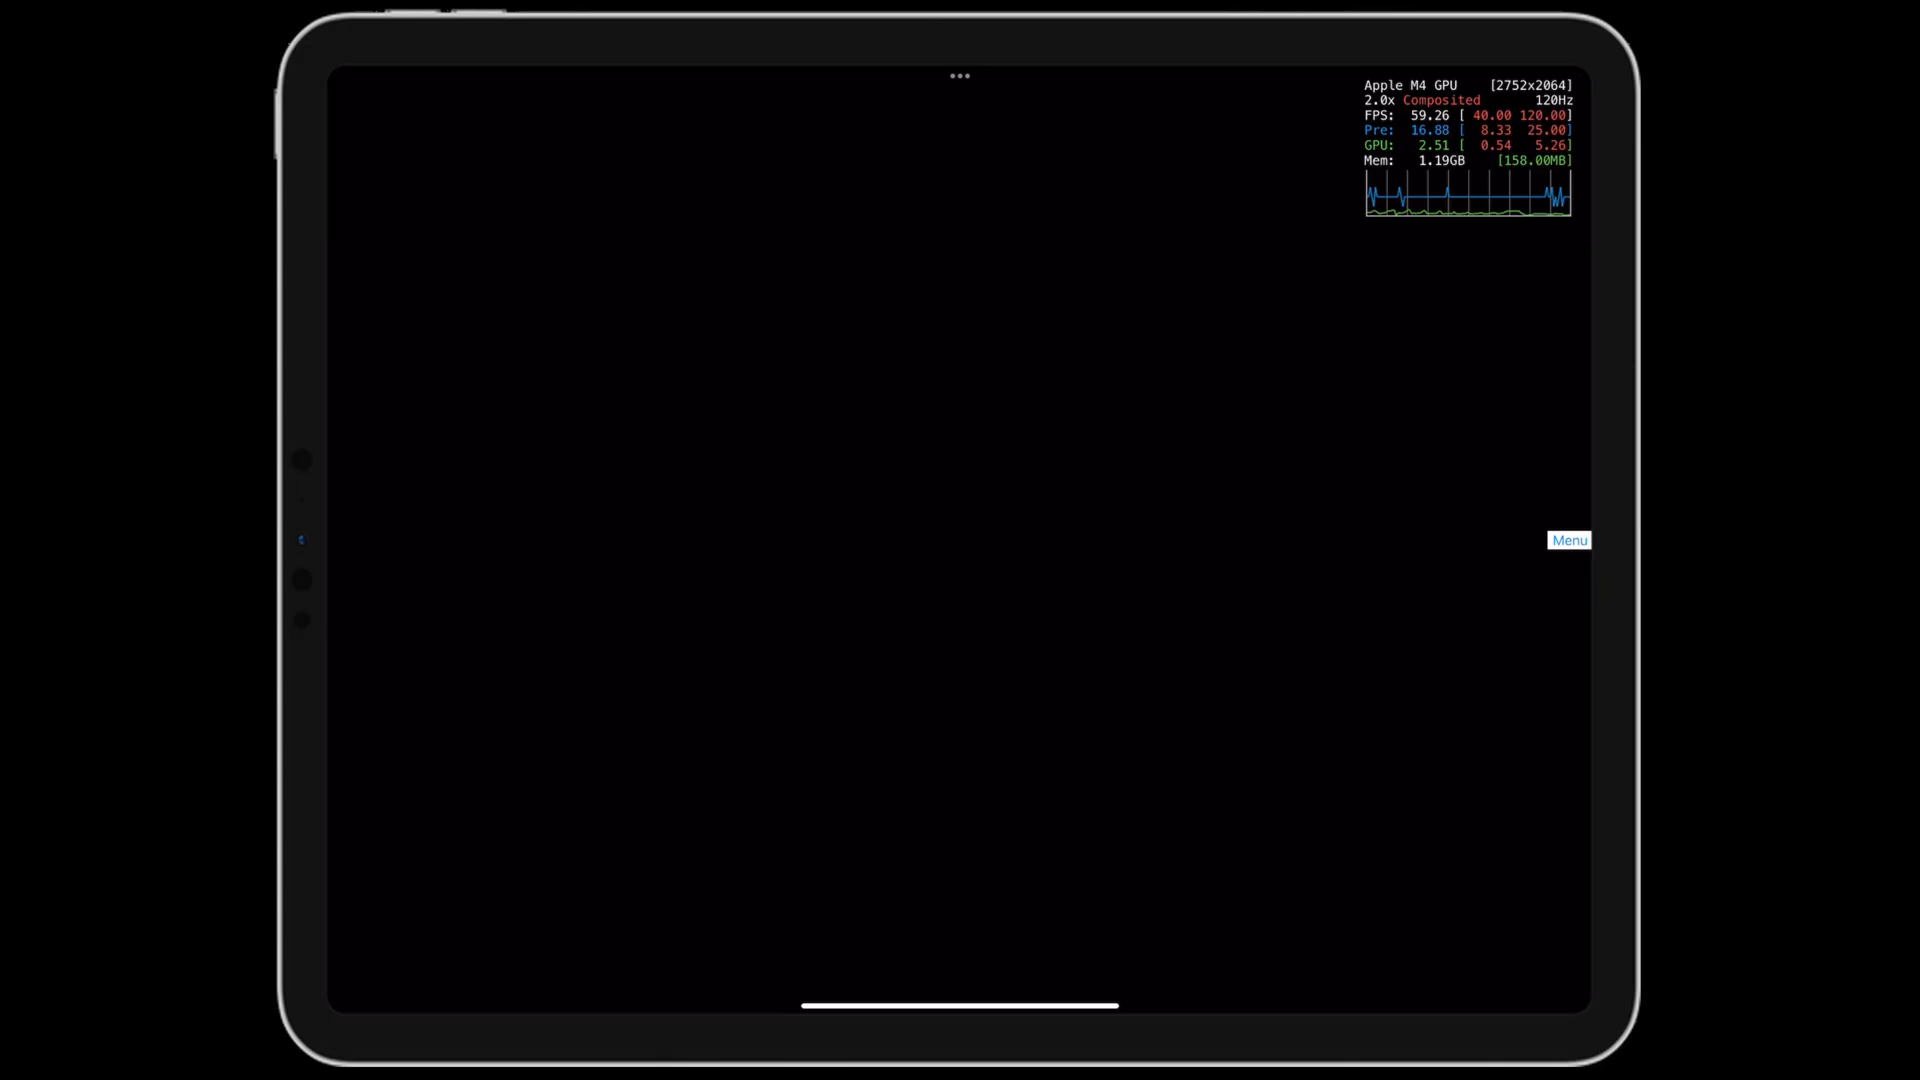 Apple M4 GPU [2752x2064]
2.0x Composited 120Hz
FPS: 59.26 [ 40.00 120.00]
Pre: 16.88 [ 8.33 25.00]
GPU: 2.51 [ 0.54 5.26]
Mem: 1.19GB [158.00MB]
Menu